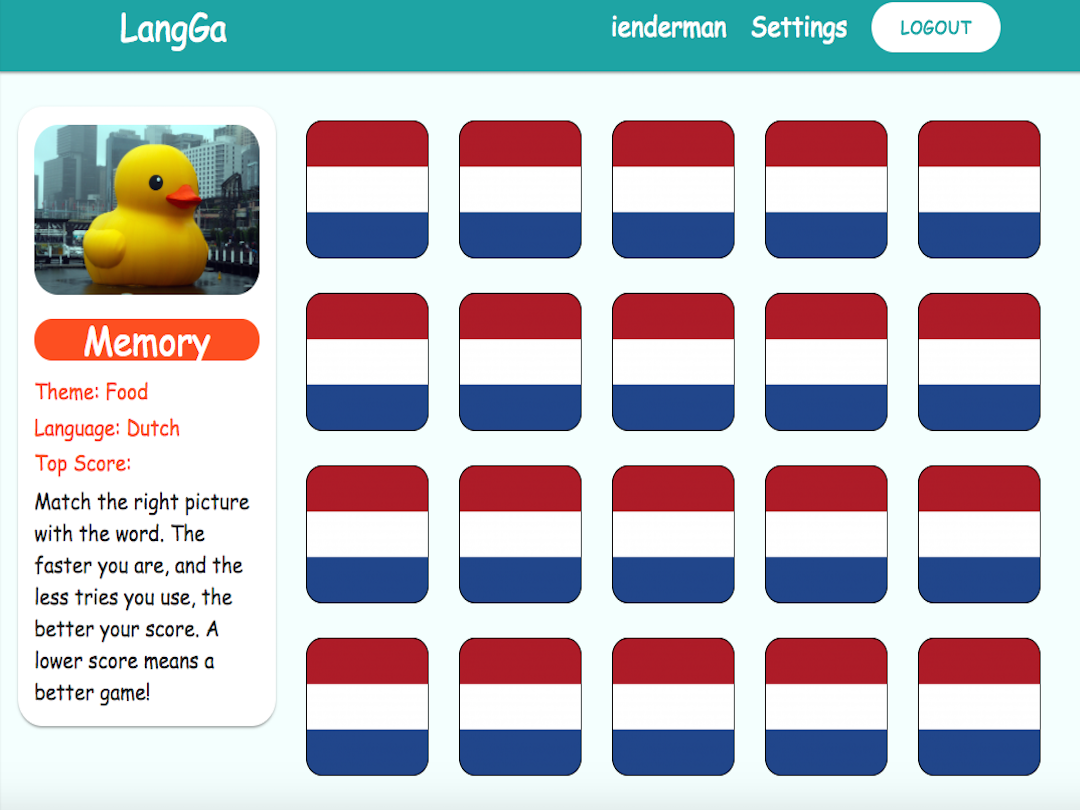 LangGa
ienderman Settings LOGOUT
Memory
Theme: Food
Language: Dutch
Top Score:
Match the right picture
with the word. The
faster you are, and the
less tries you use, the
better your score. A
lower score means a
better game!